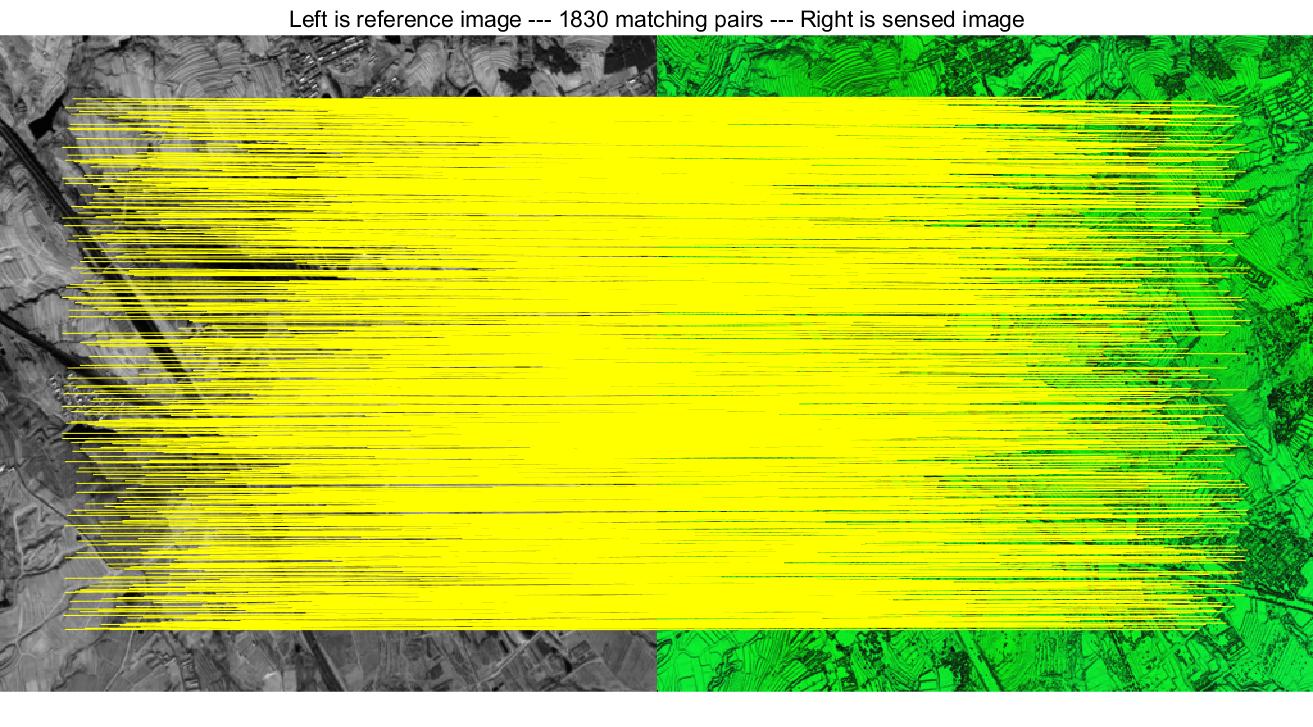 Left is reference image --- 1830 matching pairs --- Right is sensed image